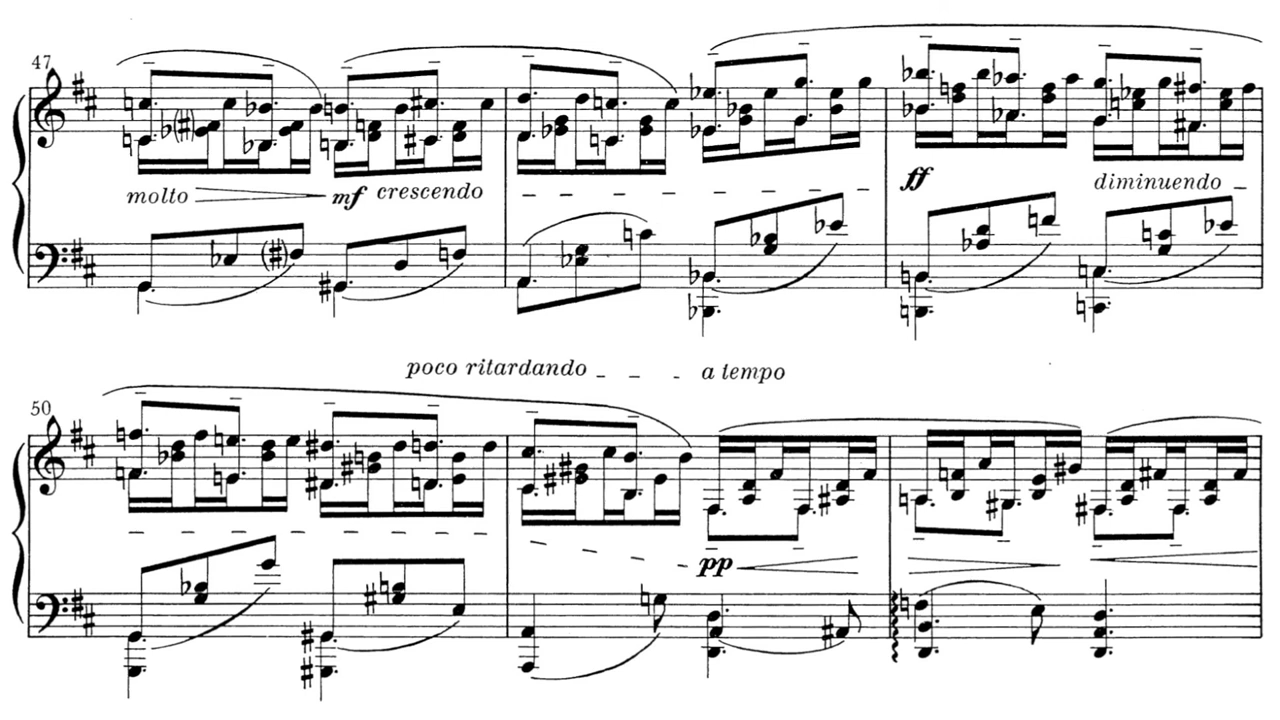 47
molto mf crescendo ff diminuendo
poco ritardando a tempo
50
pp